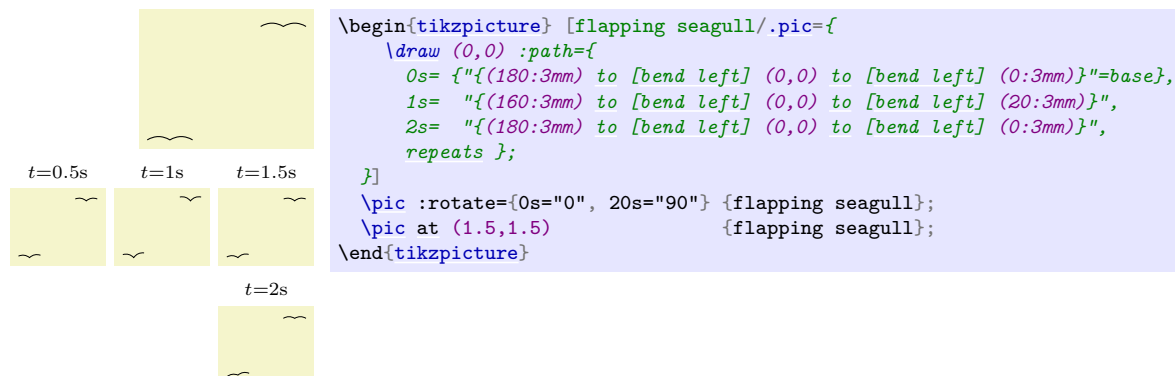 \begin{tikzpicture} [flapping seagull/.pic={
\draw (0,0) :path={
0s= {"{(180:3mm) to [bend left] (0,0) to [bend left] (0:3mm)}"=base},
1s= "{(160:3mm) to [bend left] (0,0) to [bend left] (20:3mm)}",
2s= "{(180:3mm) to [bend left] (0,0) to [bend left] (0:3mm)}",
repeats };
}]
\pic :rotate={0s="0", 20s="90"} {flapping seagull};
\pic at (1.5,1.5) {flapping seagull};
\end{tikzpicture}
t=0.5s t=1s t=1.5s
t=2s